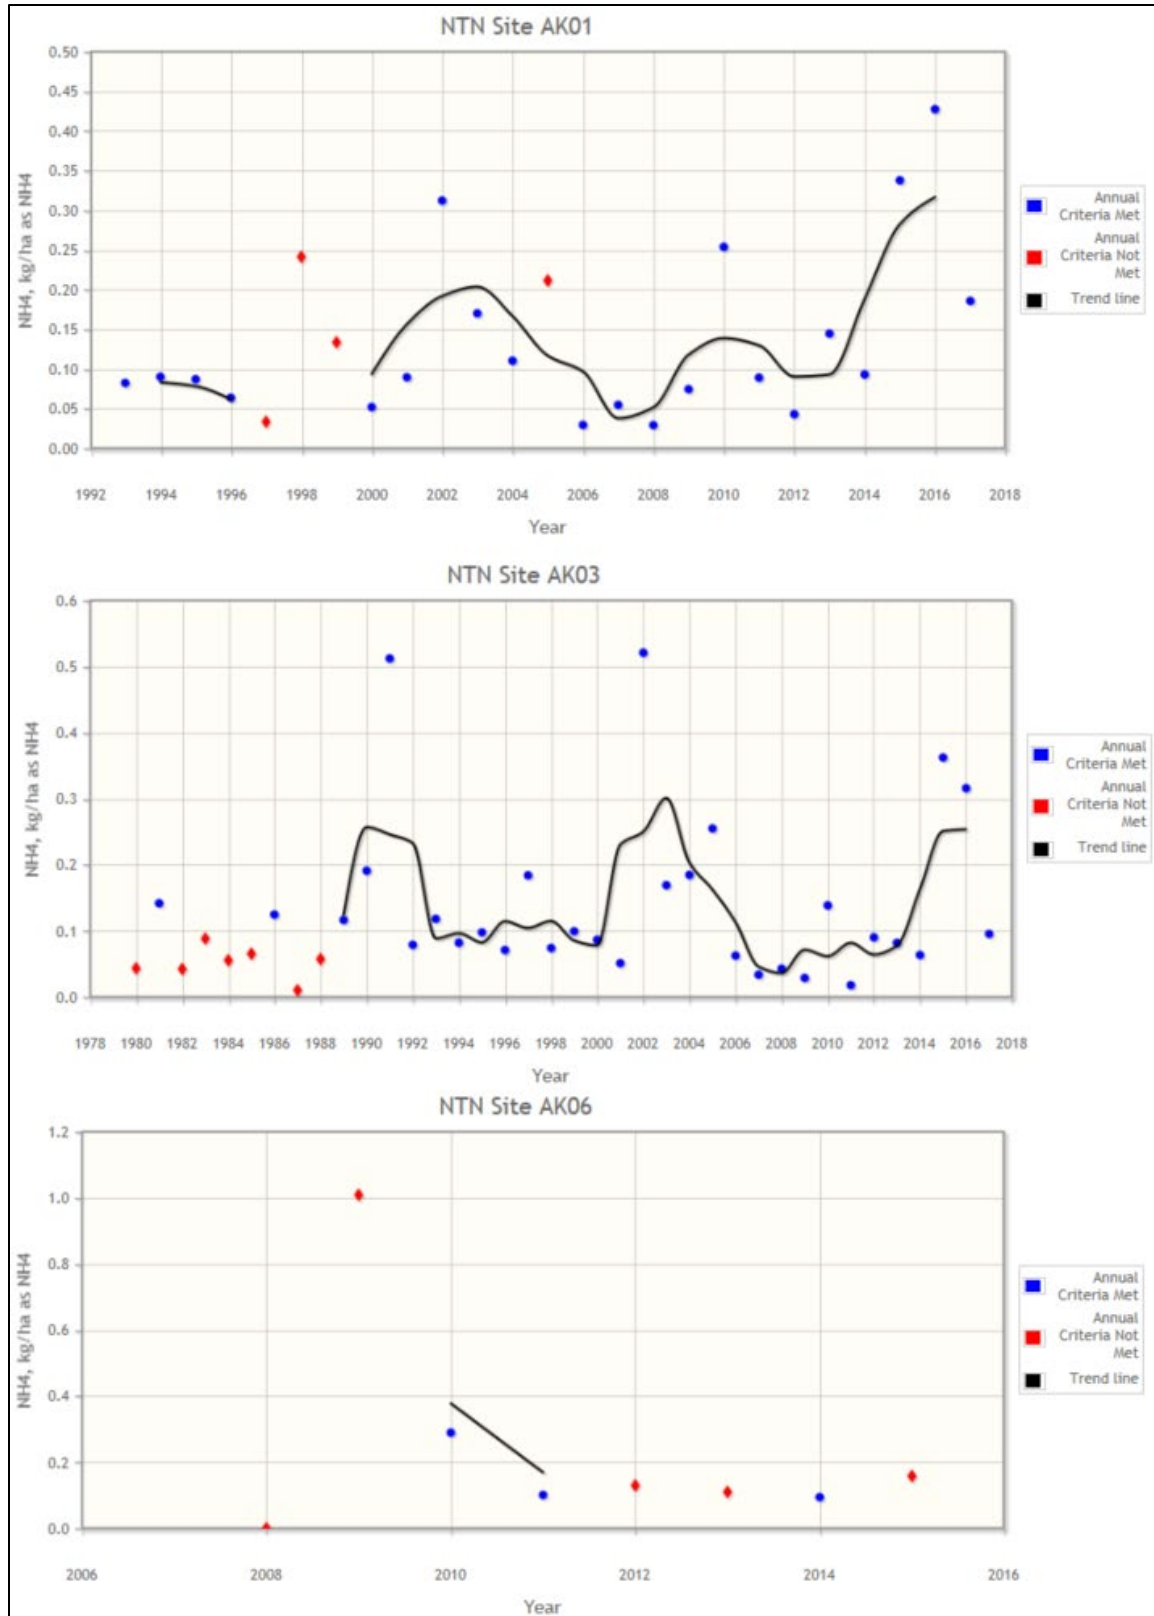 NTN Site AK01
0.50
0.45
0.40
0.35
0.30
0.25
0.20
0.15
0.10
0.05
0.00
NH4, kg/ha as NH4
1992 1994 1996 1998 2000 2002 2004 2006 2008 2010 2012 2014 2016 2018
Year
Annual
Criteria Met
Annual
Criteria Not
Met
Trend line
NTN Site AK03
0.6
0.5
0.4
0.3
0.2
0.1
0.0
NH4, kg/ha as NH4
1978 1980 1982 1984 1986 1988 1990 1992 1994 1996 1998 2000 2002 2004 2006 2008 2010 2012 2014 2016 2018
Year
Annual
Criteria Met
Annual
Criteria Not
Met
Trend line
NTN Site AK06
1.2
1.0
0.8
0.6
0.4
0.2
0.0
NH4, kg/ha as NH4
2006 2008 2010 2012 2014 2016
Year
Annual
Criteria Met
Annual
Criteria Not
Met
Trend line